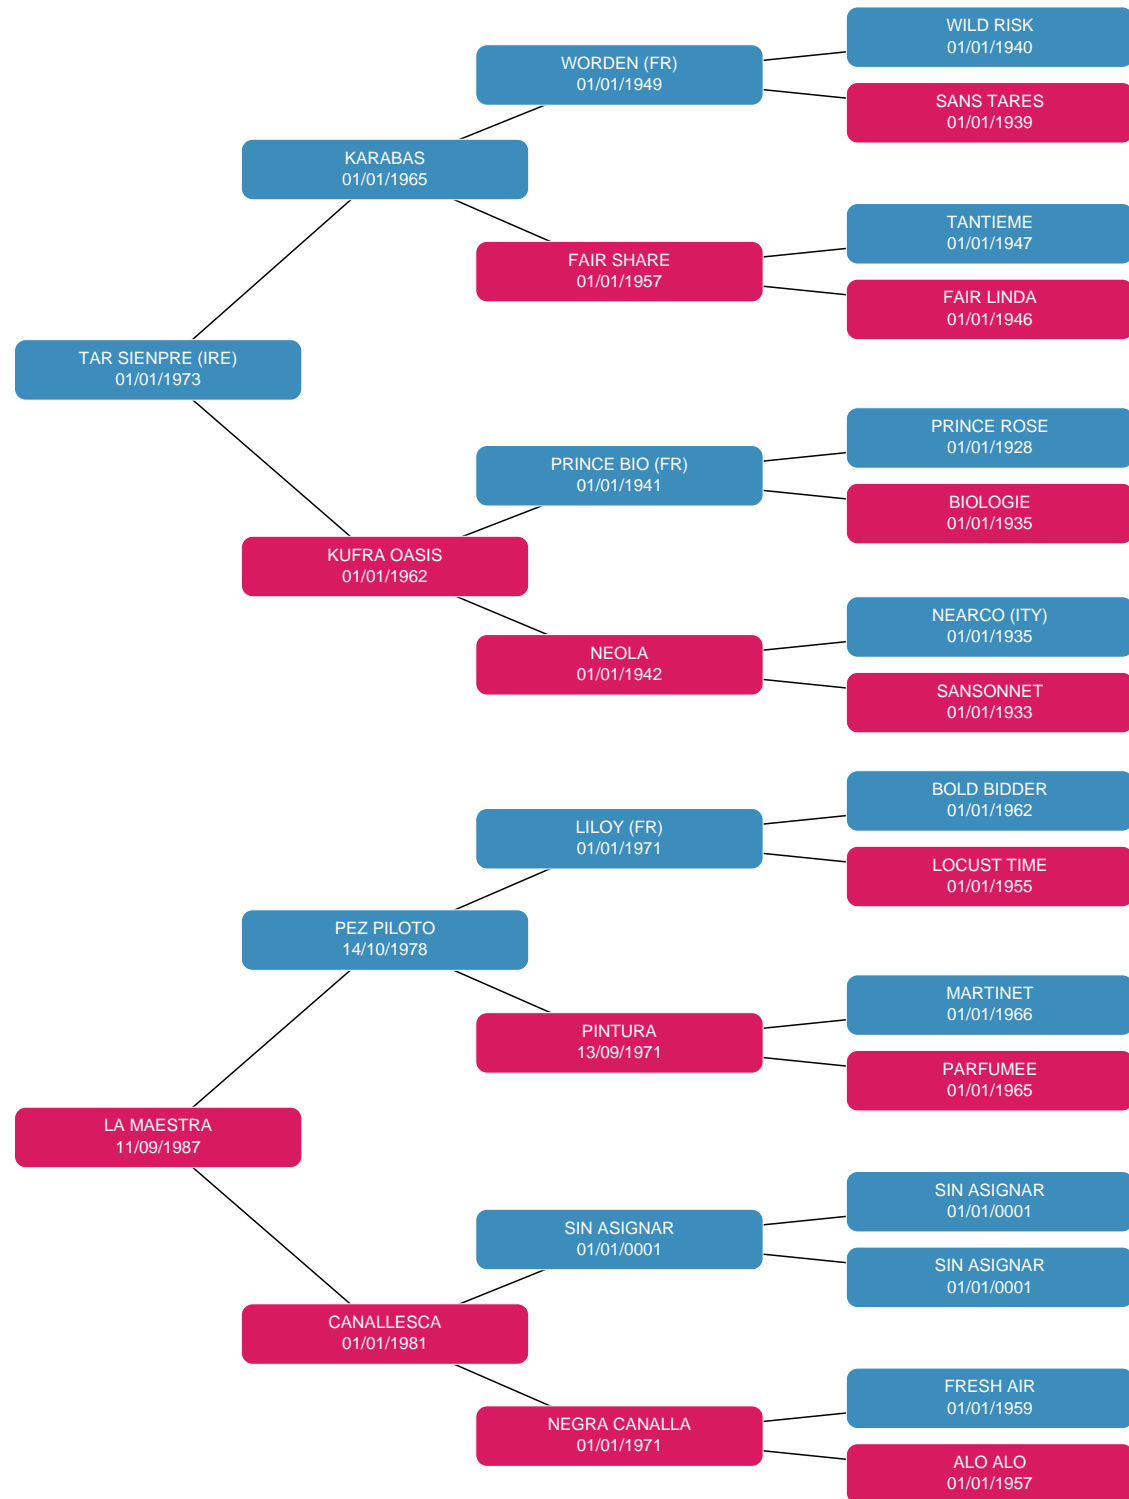 WILD RISK
01/01/1940
WORDEN (FR)
01/01/1949
SANS TARES
01/01/1939
KARABAS
01/01/1965
TANTIEME
01/01/1947
FAIR SHARE
01/01/1957
FAIR LINDA
01/01/1946
TAR SIENPRE (IRE)
01/01/1973
PRINCE ROSE
01/01/1928
PRINCE BIO (FR)
01/01/1941
BIOLOGIE
01/01/1935
KUFRA OASIS
01/01/1962
NEARCO (ITY)
01/01/1935
NEOLA
01/01/1942
SANSONNET
01/01/1933
BOLD BIDDER
01/01/1962
LILOY (FR)
01/01/1971
LOCUST TIME
01/01/1955
PEZ PILOTO
14/10/1978
MARTINET
01/01/1966
PINTURA
13/09/1971
PARFUMEE
01/01/1965
LA MAESTRA
11/09/1987
SIN ASIGNAR
01/01/0001
SIN ASIGNAR
01/01/0001
SIN ASIGNAR
01/01/0001
CANALLESCA
01/01/1981
FRESH AIR
01/01/1959
NEGRA CANALLA
01/01/1971
ALO ALO
01/01/1957